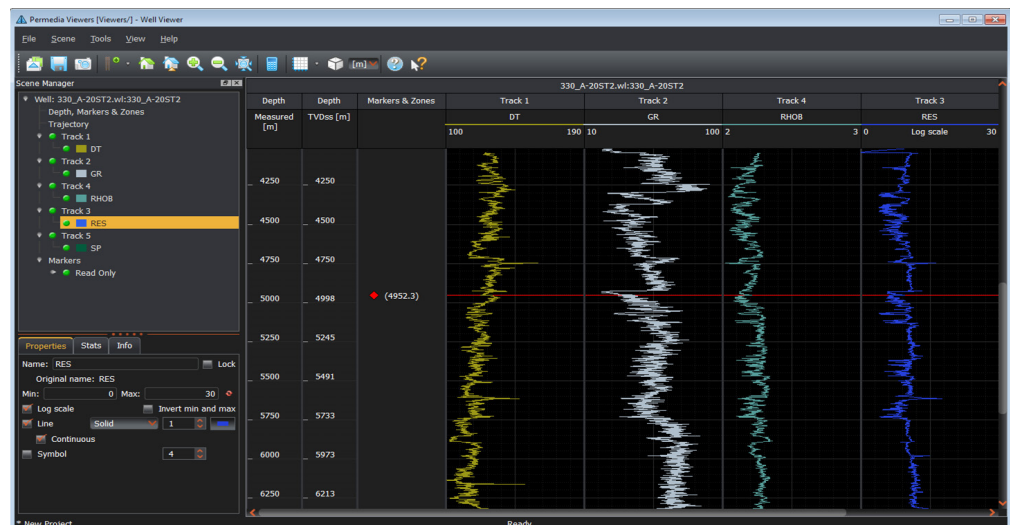 Permedia Viewers [Viewers/] - Well Viewer
File Scene Tools View Help
[m]
Scene Manager
Well: 330_A-20ST2.wl:330_A-20ST2
Depth, Markers & Zones
Trajectory
Track 1
DT
Track 2
GR
Track 4
RHOB
Track 3
RES
Track 5
SP
Markers
Read Only
Properties Stats Info
Name: RES Lock
Original name: RES
Min: 0 Max: 30
Log scale Invert min and max
Line Solid 1
Continuous
Symbol 4
330_A-20ST2.wl:330_A-20ST2
Depth Depth Markers & Zones Track 1 Track 2 Track 4 Track 3
Measured [m] TVDss [m] DT GR RHOB RES
100 190 10 100 2 3 0 Log scale 30
4250 4250
4500 4500
4750 4750
5000 4998 (4952.3)
5250 5245
5500 5491
5750 5733
6000 5973
6250 6213
* New Project Ready